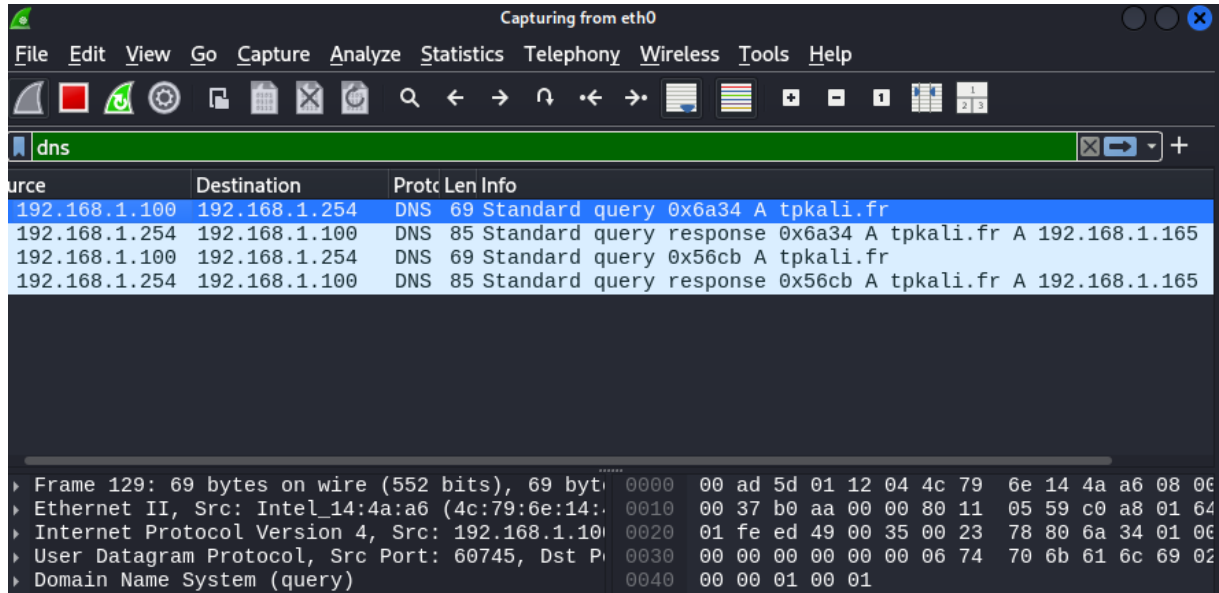 Capturing from eth0
File Edit View Go Capture Analyze Statistics Telephony Wireless Tools Help
dns
urce Destination Proto Len Info
192.168.1.100 192.168.1.254 DNS 69 Standard query 0x6a34 A tpkali.fr
192.168.1.254 192.168.1.100 DNS 85 Standard query response 0x6a34 A tpkali.fr A 192.168.1.165
192.168.1.100 192.168.1.254 DNS 69 Standard query 0x56cb A tpkali.fr
192.168.1.254 192.168.1.100 DNS 85 Standard query response 0x56cb A tpkali.fr A 192.168.1.165
Frame 129: 69 bytes on wire (552 bits), 69 byt
Ethernet II, Src: Intel_14:4a:a6 (4c:79:6e:14:
Internet Protocol Version 4, Src: 192.168.1.10
User Datagram Protocol, Src Port: 60745, Dst P
Domain Name System (query)
0000 00 ad 5d 01 12 04 4c 79 6e 14 4a a6 08 00
0010 00 37 b0 aa 00 00 80 11 05 59 c0 a8 01 64
0020 01 fe ed 49 00 35 00 23 78 80 6a 34 01 00
0030 00 00 00 00 00 00 06 74 70 6b 61 6c 69 02
0040 00 00 01 00 01